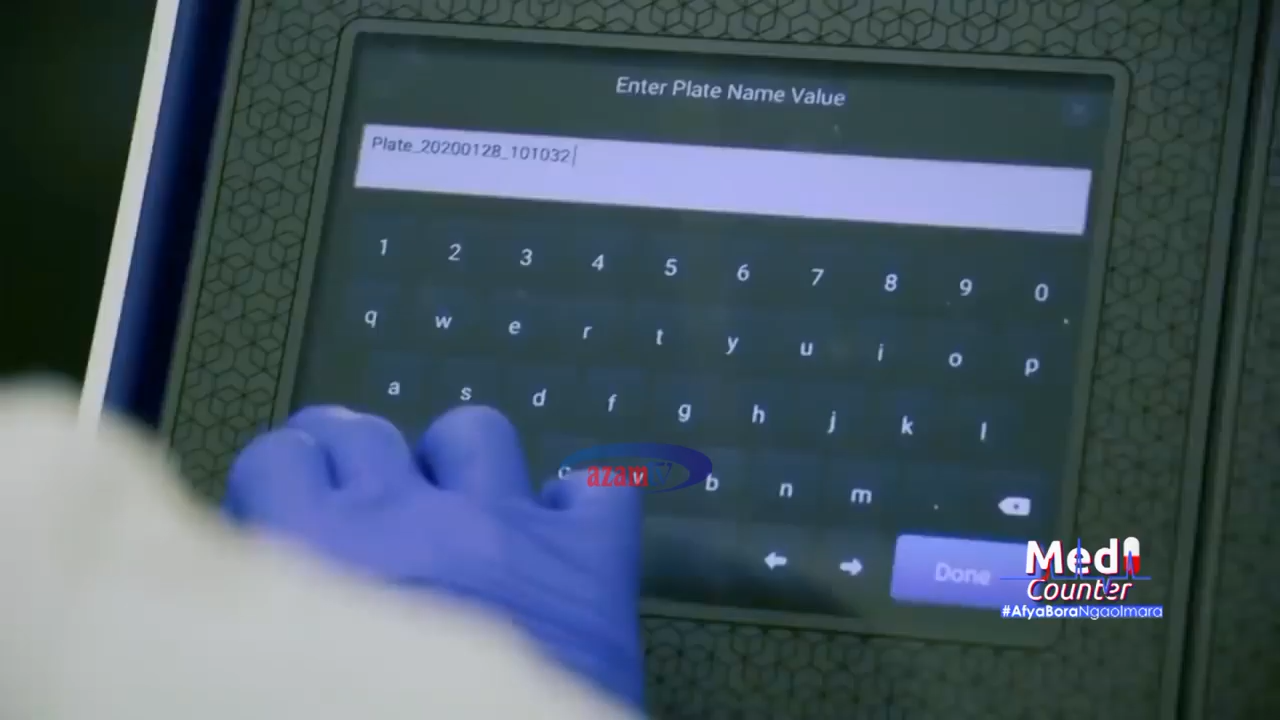 Enter Plate Name Value
Plate_20200128_101032
1 2 3 4 5 6 7 8 9 0
q w e r t y u i o p
a s d f g h j k l
c v b n m .
azam TV
Done
Medi
Counter
#AfyaBoraNgaoImara